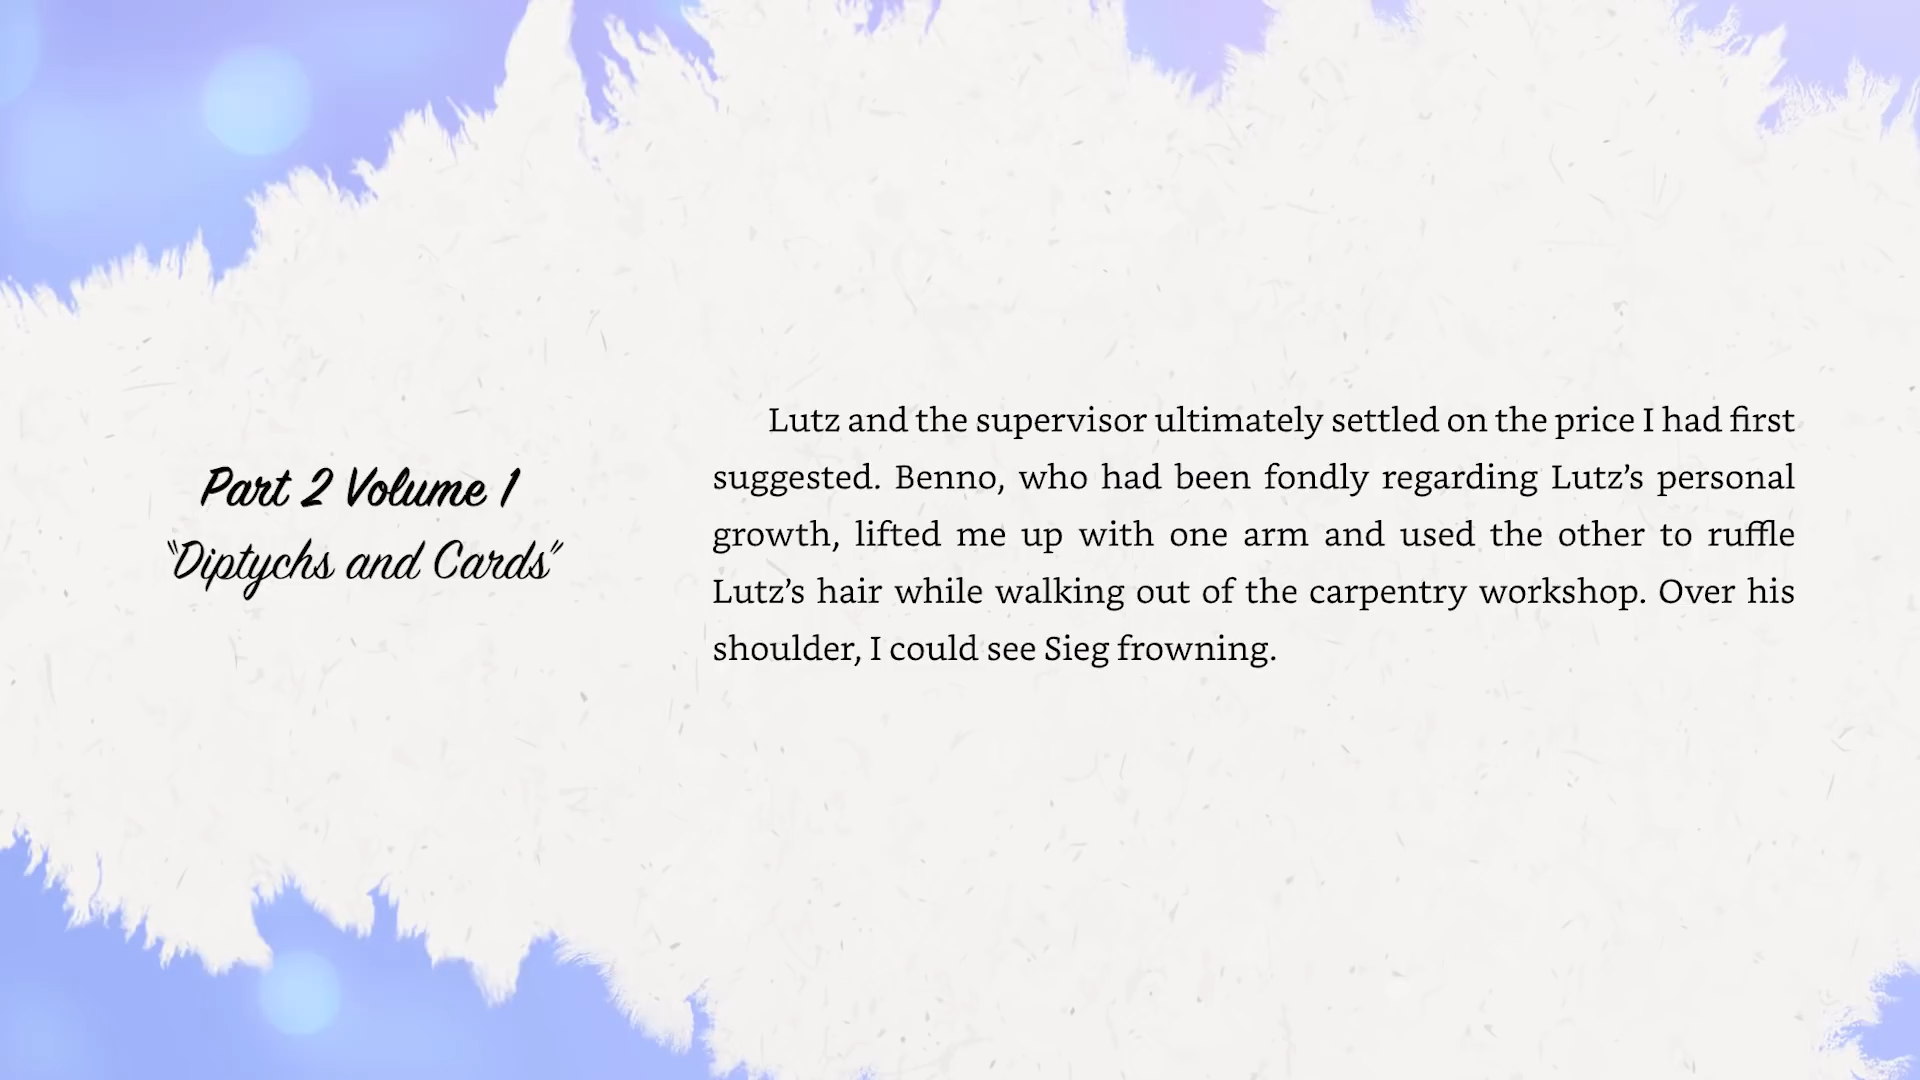 Part 2 Volume 1
"Diptychs and Cards"
Lutz and the supervisor ultimately settled on the price I had first
suggested. Benno, who had been fondly regarding Lutz’s personal
growth, lifted me up with one arm and used the other to ruffle
Lutz’s hair while walking out of the carpentry workshop. Over his
shoulder, I could see Sieg frowning.